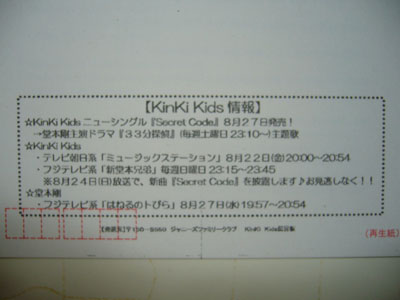 【KinKi Kids 情報】
☆KinKi Kids ニューシングル『Secret Code』8月27日発売！
→堂本剛主演ドラマ『33分探偵』(毎週土曜日 23:10〜)主題歌
☆KinKi Kids
・テレビ朝日系「ミュージックステーション」8月22日(金)20:00〜20:54
・フジテレビ系「新堂本兄弟」毎週日曜日 23:15〜23:45
※8月24日(日)放送で、新曲『Secret Code』を披露します♪お見逃しなく！！
☆堂本剛
・フジテレビ系「はねるのトびら」8月27日(水)19:57〜20:54
〒150-8550 ジャニーズファミリークラブ KinKi Kids
(再生紙)